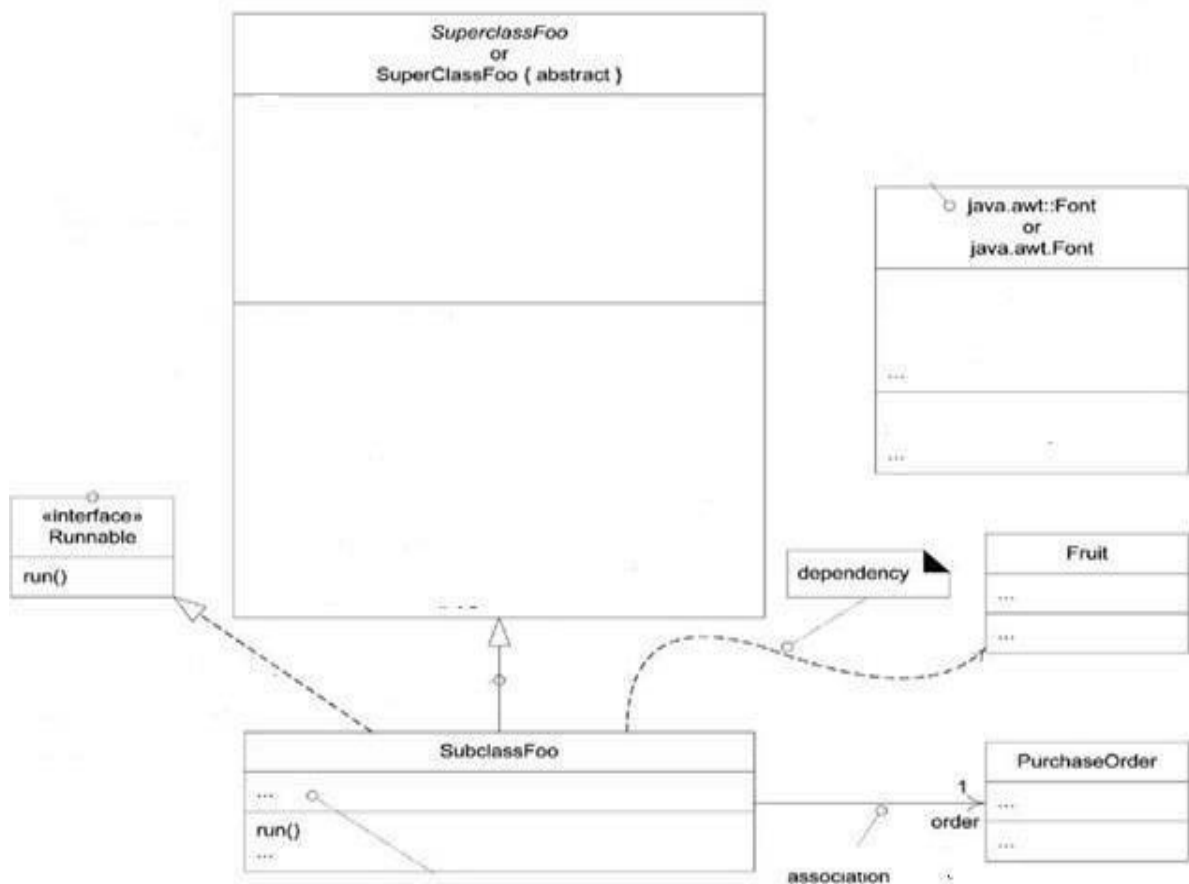 SuperclassFoo
or
SuperClassFoo { abstract }
java.awt::Font
or
java.awt.Font
...
...
«interface»
Runnable
run()
dependency
Fruit
...
...
SubclassFoo
...
run()
...
PurchaseOrder
...
...
1
order
association